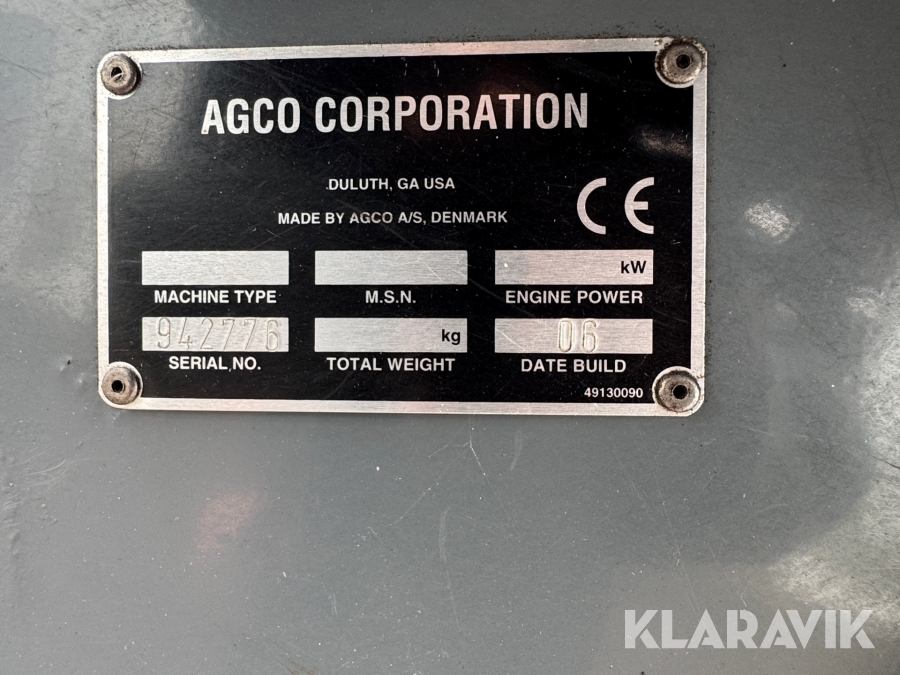 AGCO CORPORATION
DULUTH, GA USA
MADE BY AGCO A/S, DENMARK
CE
kW
MACHINE TYPE M.S.N. ENGINE POWER
942776 kg 06
SERIAL NO. TOTAL WEIGHT DATE BUILD
49130090
KLARAVIK